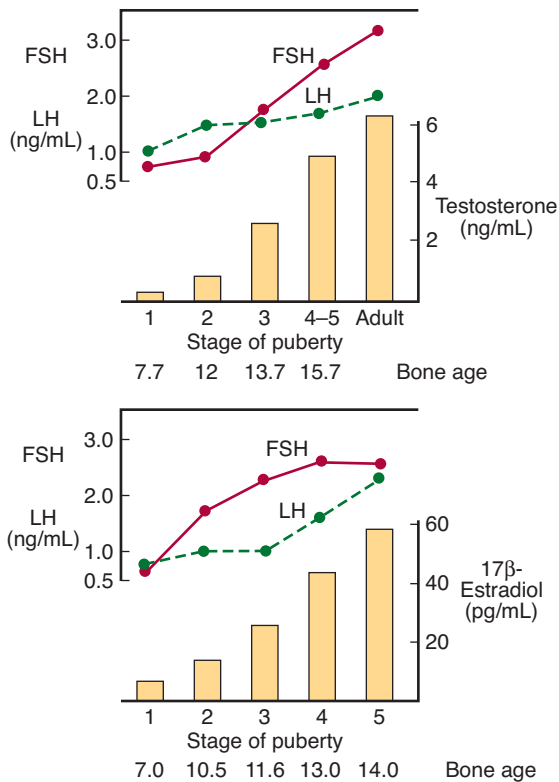 3.0
FSH
FSH
2.0
LH
LH
(ng/mL)
1.0
0.5
6
4
2
Testosterone
(ng/mL)
1 2 3 4–5 Adult
Stage of puberty
7.7 12 13.7 15.7 Bone age
3.0
FSH
FSH
2.0
LH
LH
(ng/mL)
1.0
0.5
60
40
20
17β-
Estradiol
(pg/mL)
1 2 3 4 5
Stage of puberty
7.0 10.5 11.6 13.0 14.0 Bone age